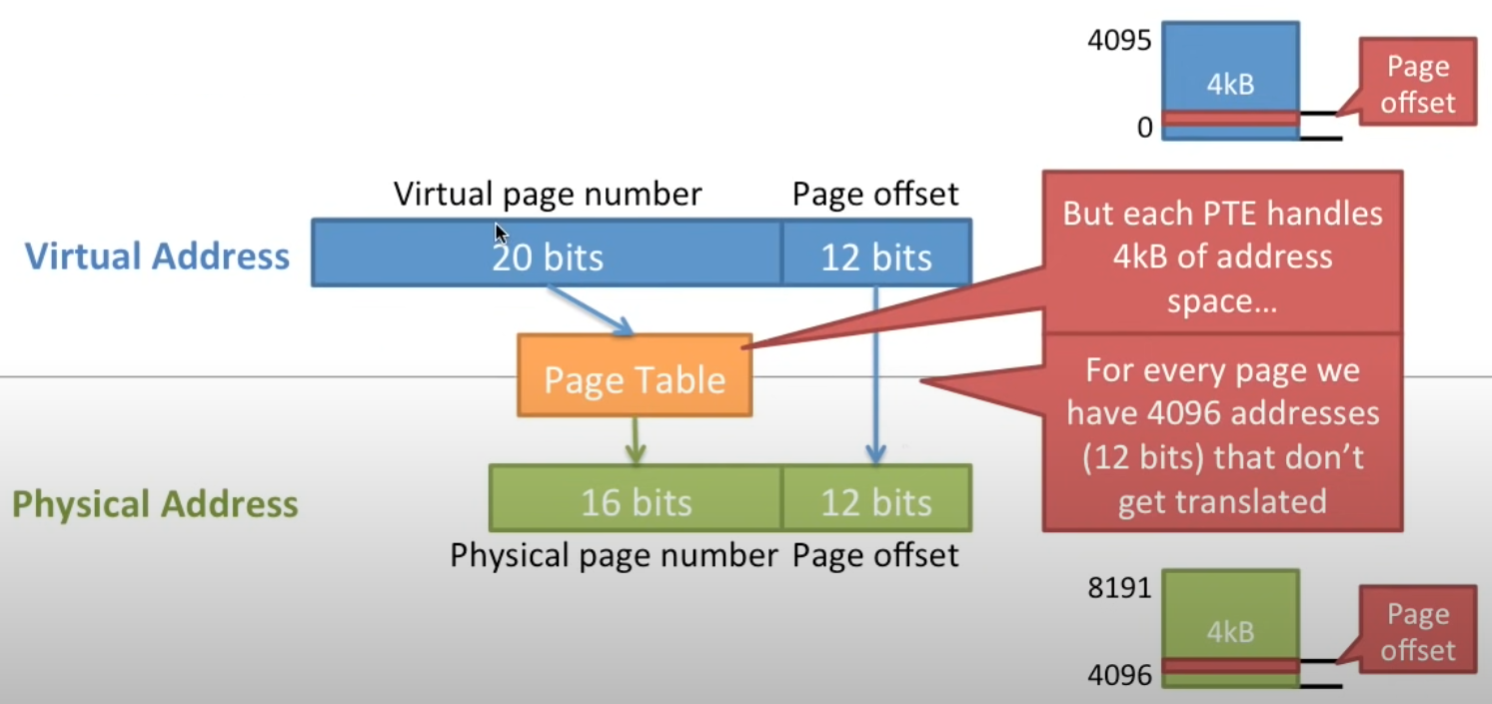 4095
4kB
0
Page
offset
Virtual page number
Page offset
Virtual Address
20 bits
12 bits
But each PTE handles
4kB of address
space...
Page Table
For every page we
have 4096 addresses
(12 bits) that don't
get translated
Physical Address
16 bits
12 bits
Physical page number
Page offset
8191
4kB
4096
Page
offset